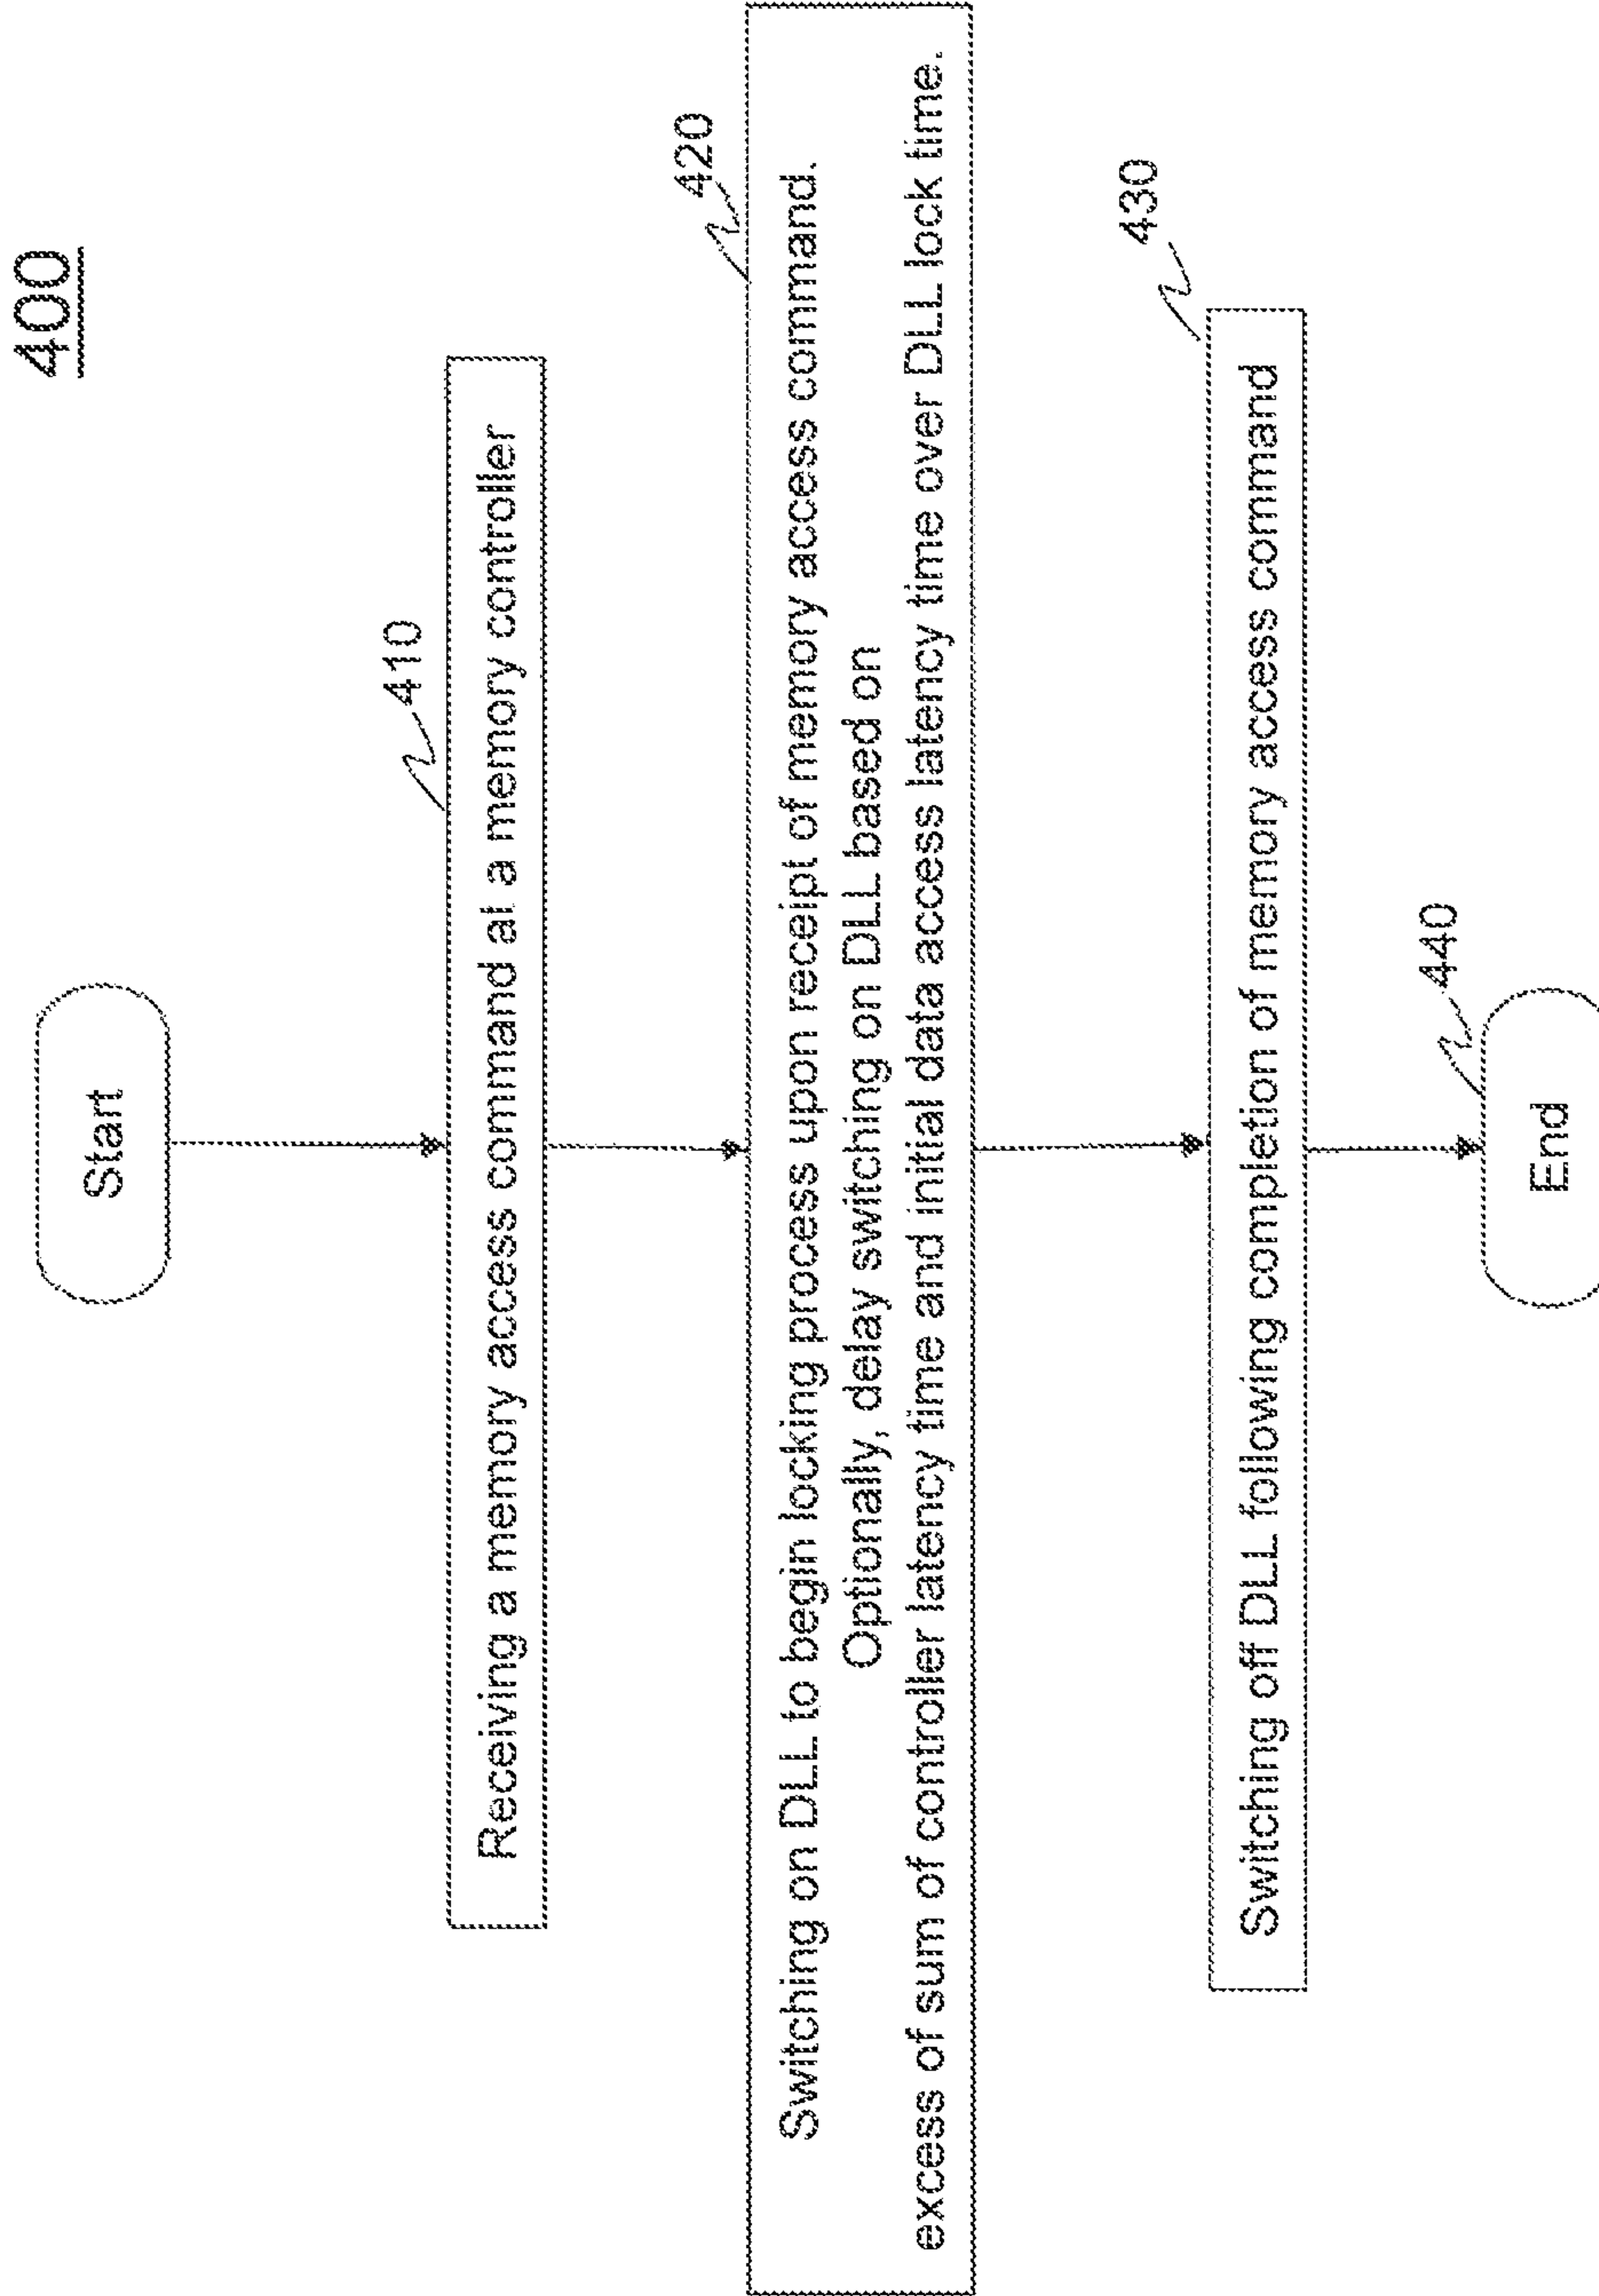 400
Start
410
Receiving a memory access command at a memory controller
420
Switching on DLL to begin locking process upon receipt of memory access command.
Optionally, delay switching on DLL based on
excess of sum of controller latency time and initial data access latency time over DLL lock time.
430
Switching off DLL following completion of memory access command
440
End